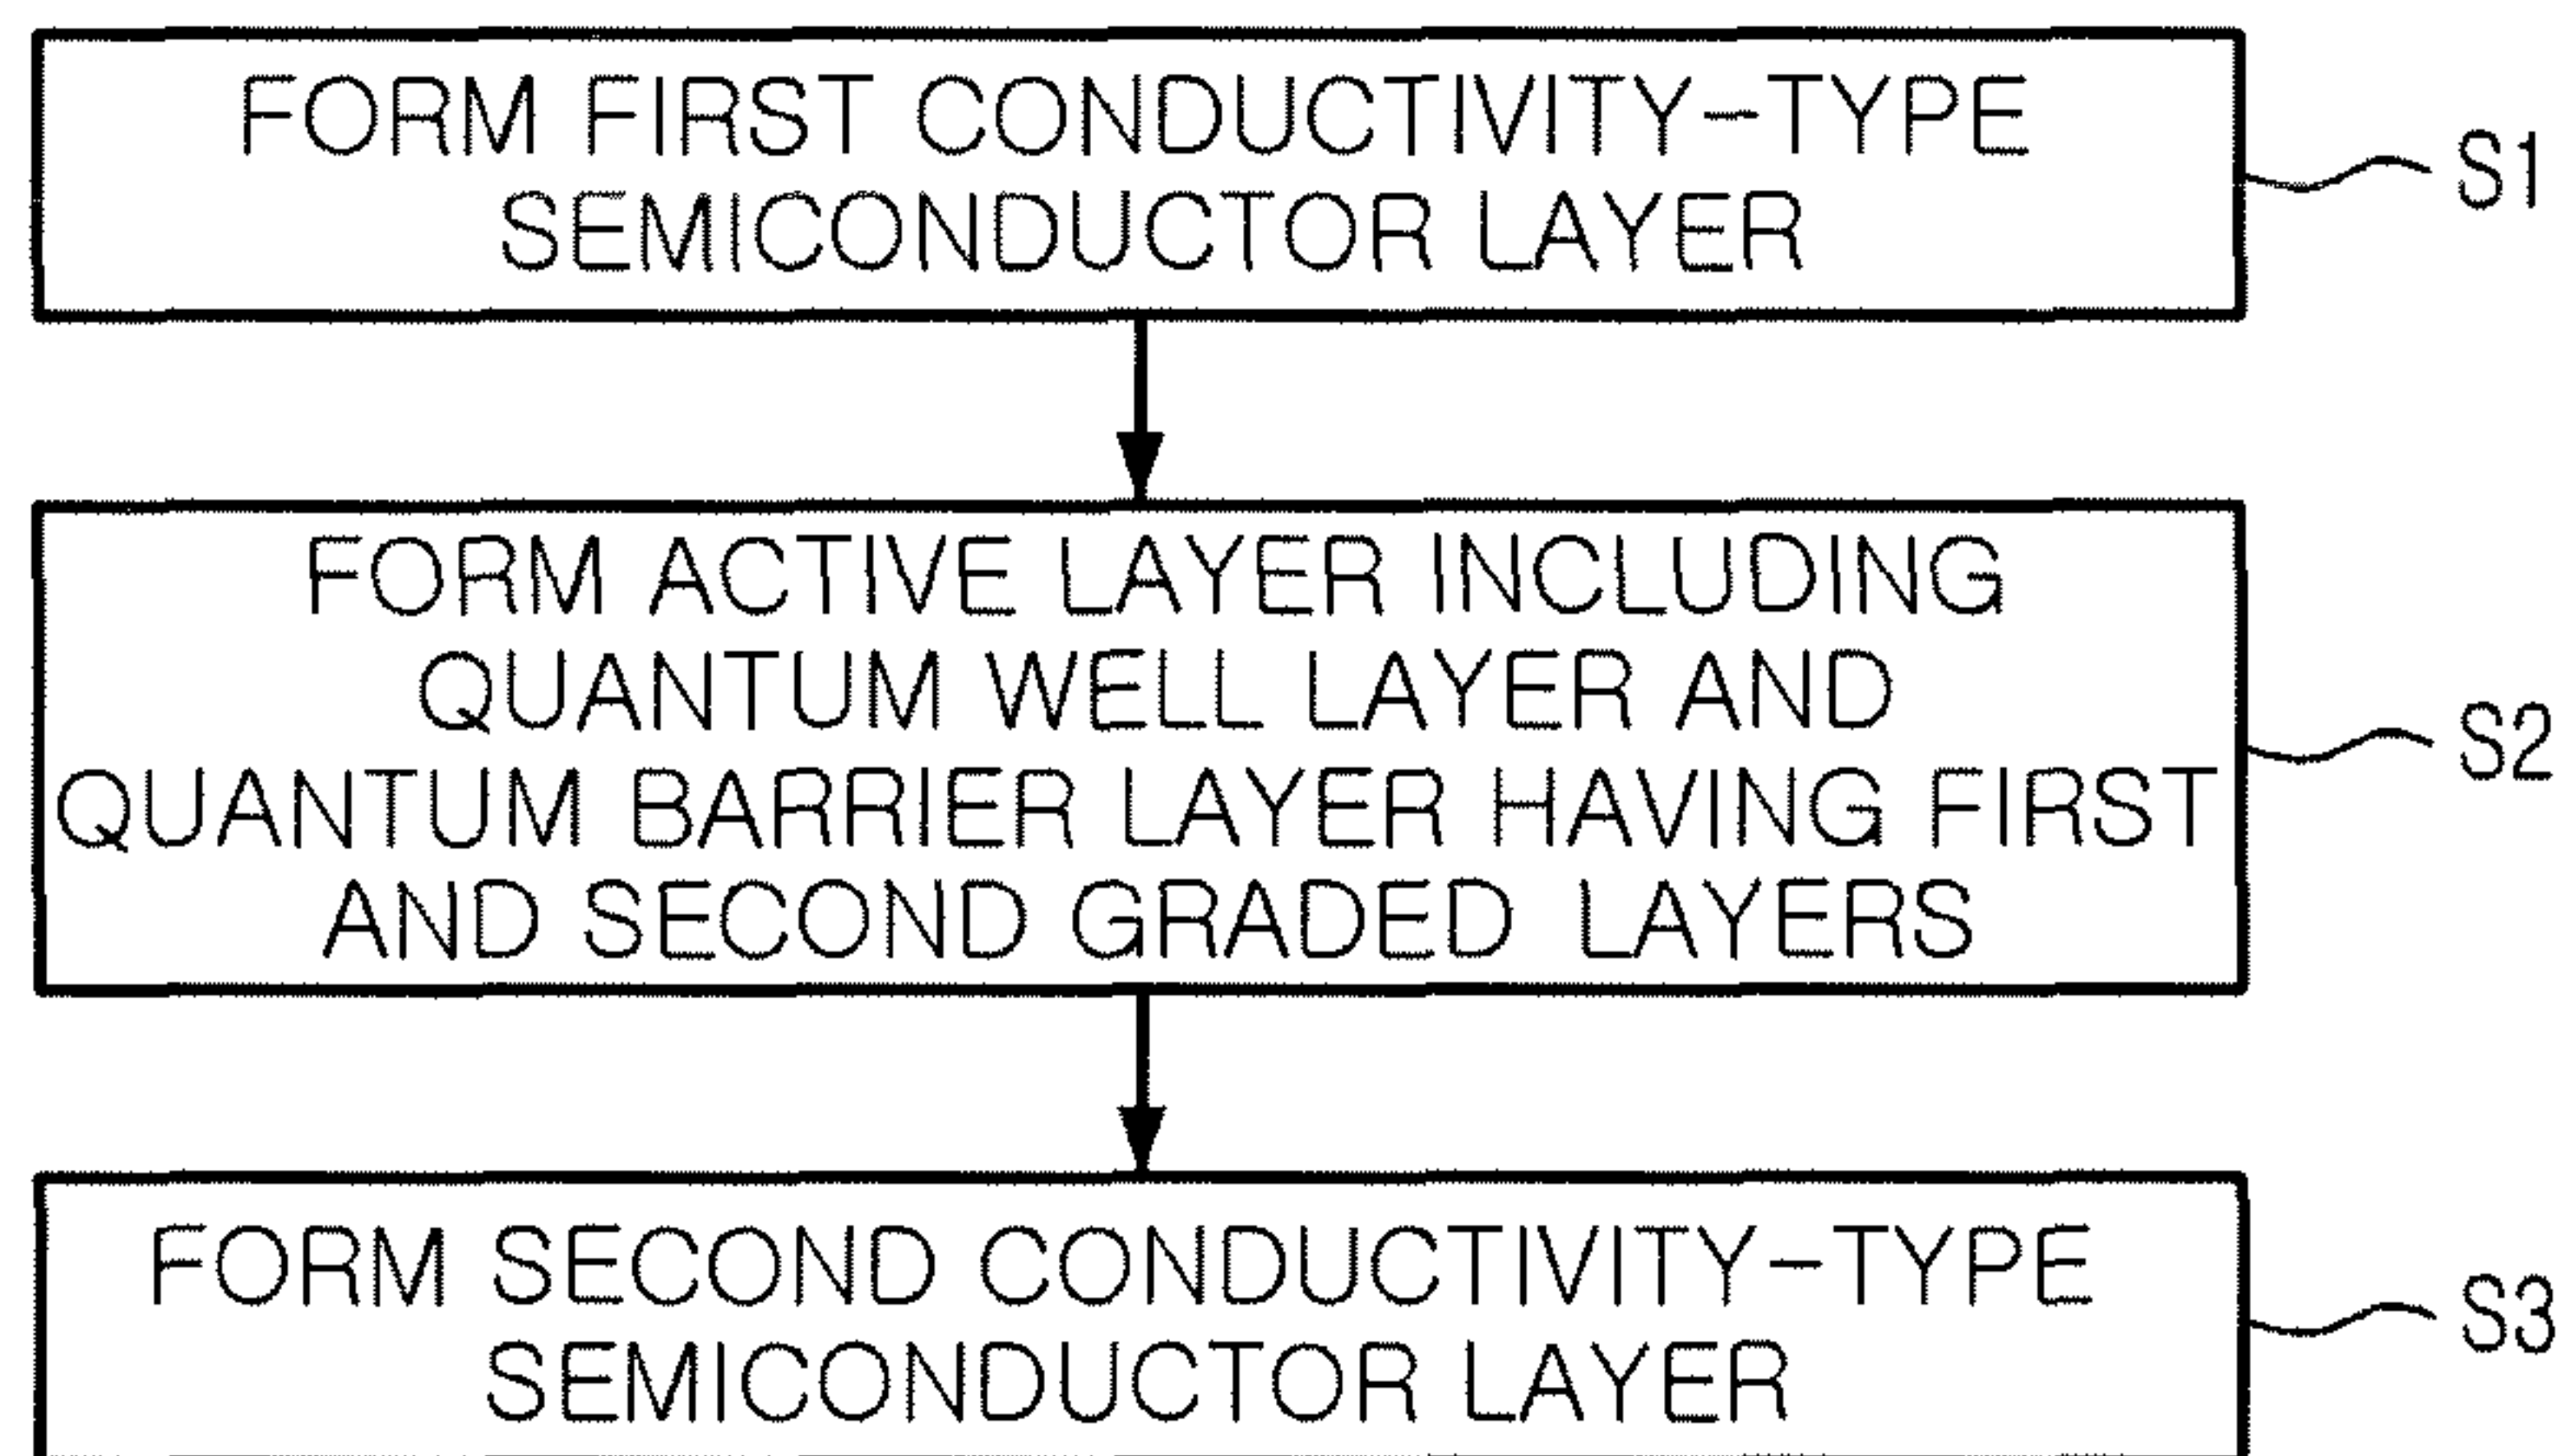 FORM FIRST CONDUCTIVITY-TYPE
SEMICONDUCTOR LAYER
S1
FORM ACTIVE LAYER INCLUDING
QUANTUM WELL LAYER AND
QUANTUM BARRIER LAYER HAVING FIRST
AND SECOND GRADED LAYERS
S2
FORM SECOND CONDUCTIVITY-TYPE
SEMICONDUCTOR LAYER
S3